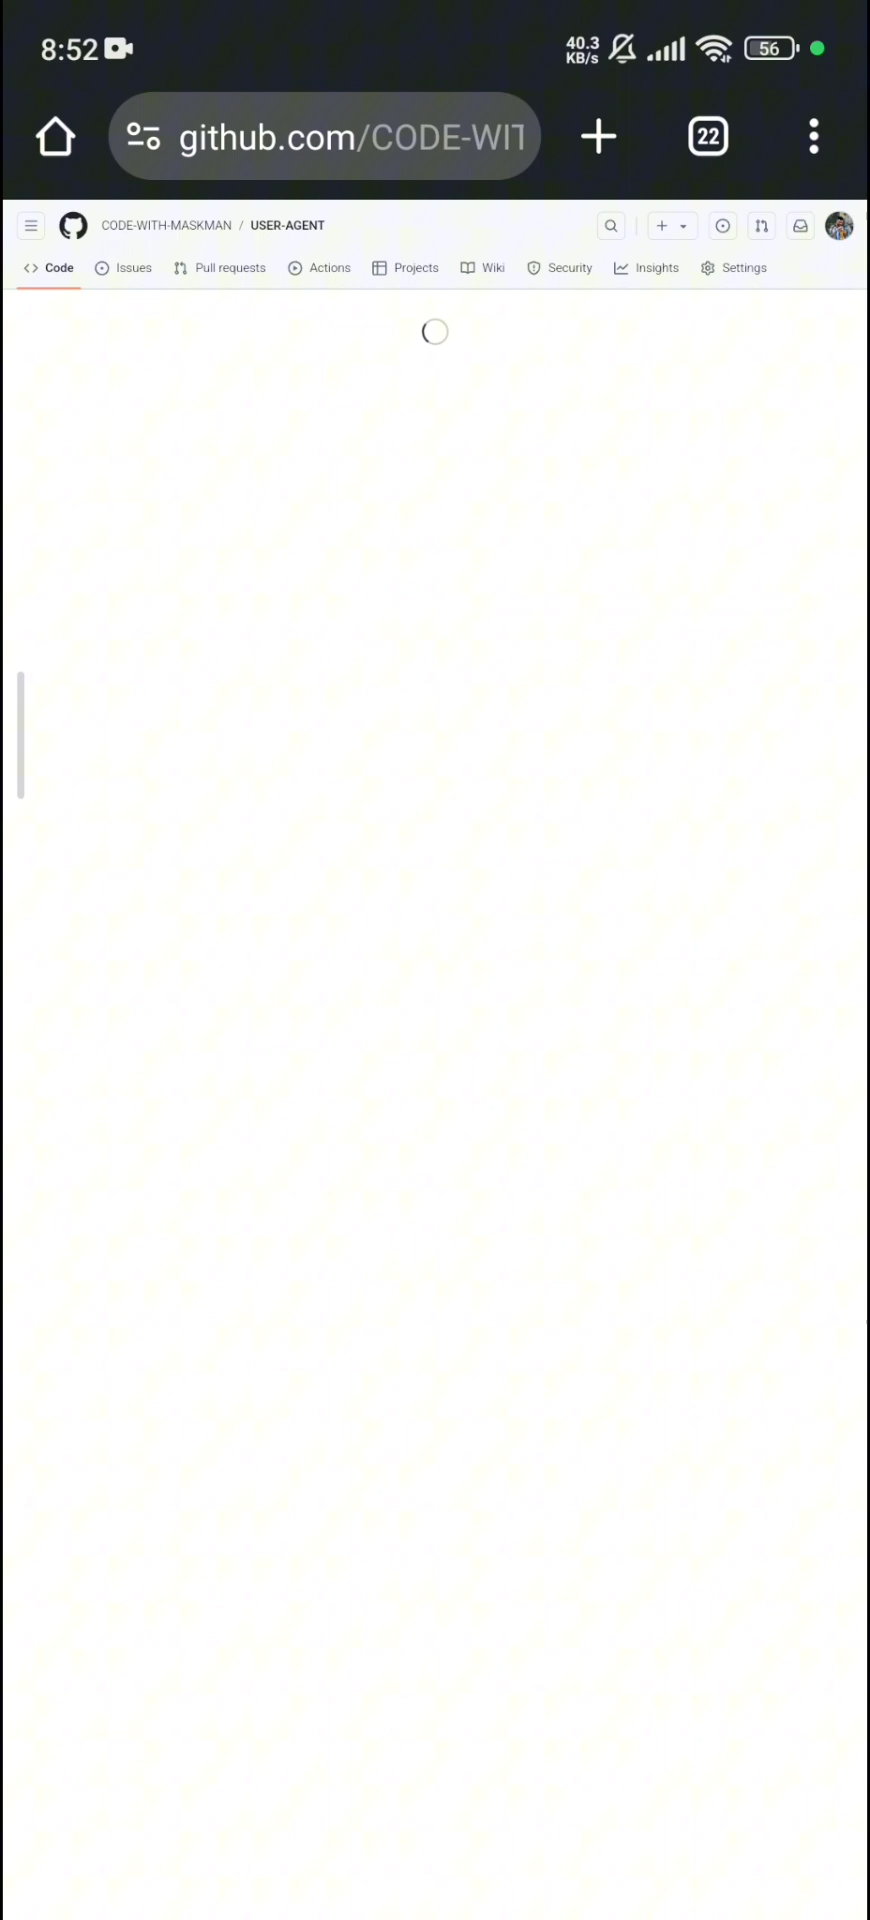 8:52 40.3 KB/s 56
github.com/CODE-WIT 22
CODE-WITH-MASKMAN / USER-AGENT
Code Issues Pull requests Actions Projects Wiki Security Insights Settings